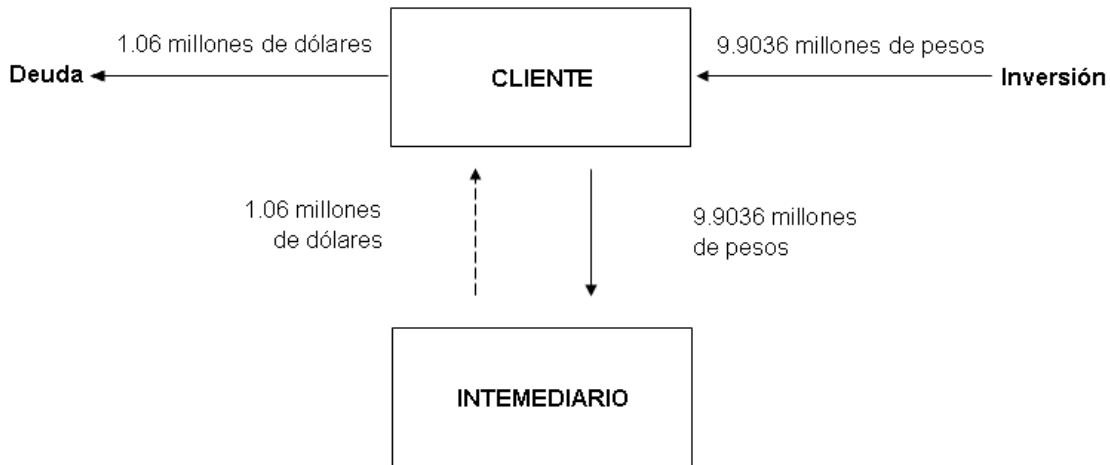 1.06 millones de dólares
9.9036 millones de pesos
Deuda
CLIENTE
Inversión
1.06 millones
de dólares
9.9036 millones
de pesos
INTEMEDIARIO